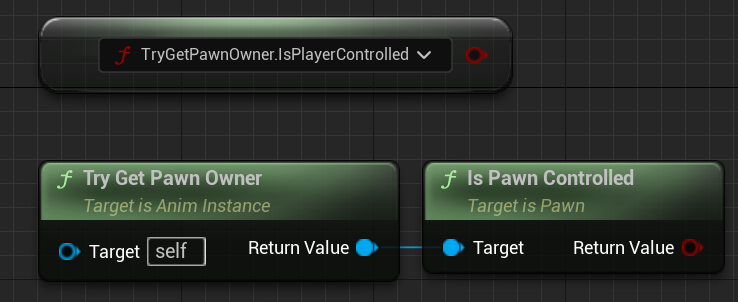 f TryGetPawnOwner.IsPlayerControlled
f Try Get Pawn Owner
Target is Anim Instance
Target self Return Value
f Is Pawn Controlled
Target is Pawn
Target Return Value